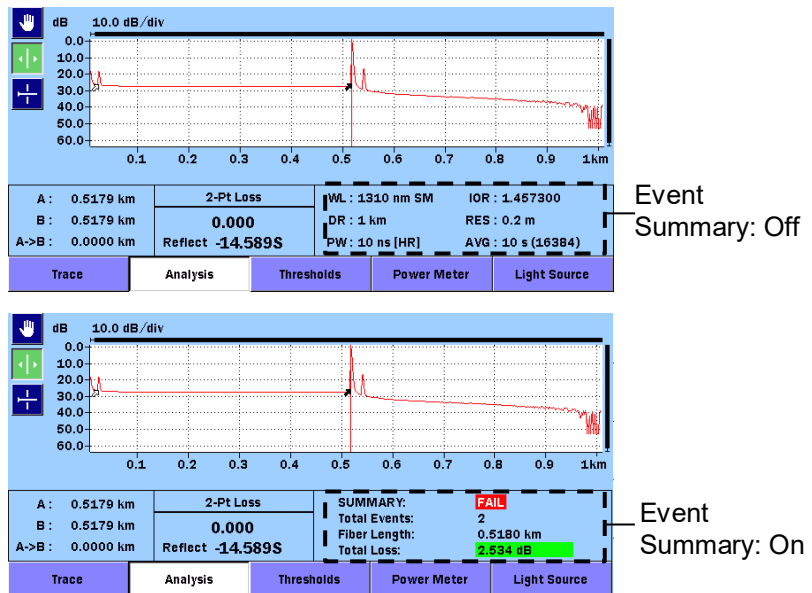 dB 10.0 dB/div
0.0
10.0
20.0
30.0
40.0
50.0
60.0
0.1 0.2 0.3 0.4 0.5 0.6 0.7 0.8 0.9 1km
A: 0.5179 km
B: 0.5179 km
A->B: 0.0000 km
2-Pt Loss
0.000
Reflect -14.589S
WL: 1310 nm SM IOR: 1.457300
DR: 1 km RES: 0.2 m
PW: 10 ns [HR] AVG: 10 s (16384)
Event
Summary: Off
Trace Analysis Thresholds Power Meter Light Source
dB 10.0 dB/div
0.0
10.0
20.0
30.0
40.0
50.0
60.0
0.1 0.2 0.3 0.4 0.5 0.6 0.7 0.8 0.9 1km
A: 0.5179 km
B: 0.5179 km
A->B: 0.0000 km
2-Pt Loss
0.000
Reflect -14.589S
SUMMARY: FAIL
Total Events: 2
Fiber Length: 0.5180 km
Total Loss: 2.534 dB
Event
Summary: On
Trace Analysis Thresholds Power Meter Light Source